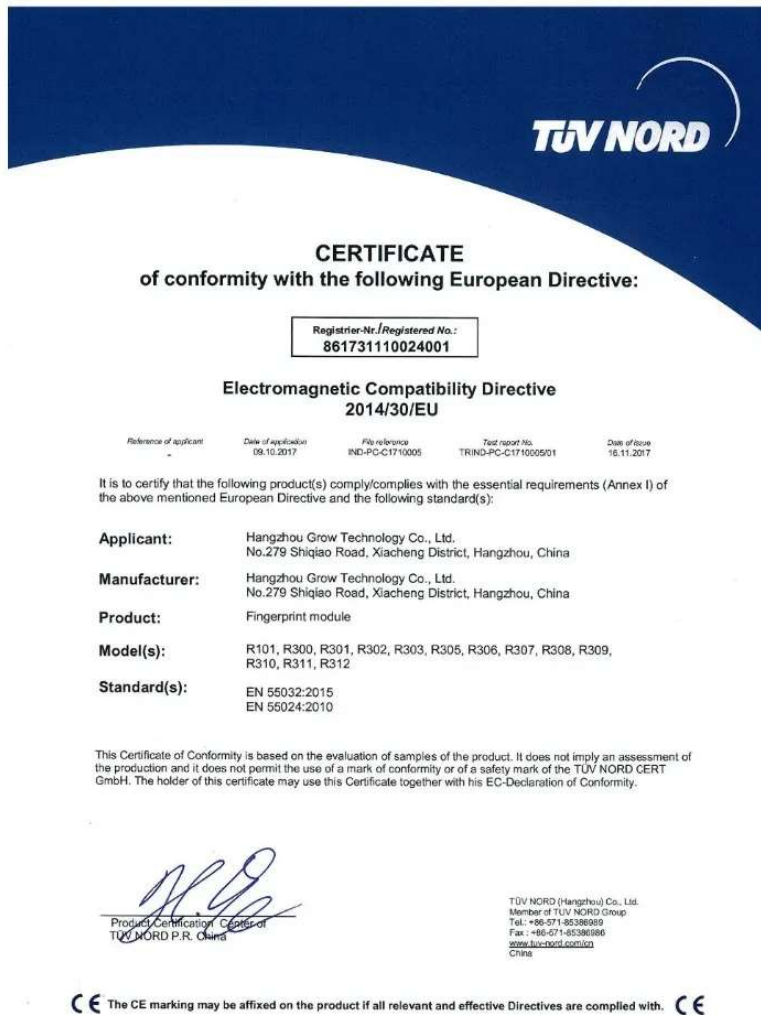 TÜV NORD
CERTIFICATE
of conformity with the following European Directive:
Registrier-Nr./Registered No.:
861731110024001
Electromagnetic Compatibility Directive
2014/30/EU
Reference of applicant Date of application File reference Test report No. Date of issue
- 09.10.2017 IND-PC-C1710005 TRIND-PC-C1710005/01 16.11.2017
It is to certify that the following product(s) comply/complies with the essential requirements (Annex I) of
the above mentioned European Directive and the following standard(s):
Applicant: Hangzhou Grow Technology Co., Ltd.
No.279 Shiqiao Road, Xiacheng District, Hangzhou, China
Manufacturer: Hangzhou Grow Technology Co., Ltd.
No.279 Shiqiao Road, Xiacheng District, Hangzhou, China
Product: Fingerprint module
Model(s): R101, R300, R301, R302, R303, R305, R306, R307, R308, R309,
R310, R311, R312
Standard(s): EN 55032:2015
EN 55024:2010
This Certificate of Conformity is based on the evaluation of samples of the product. It does not imply an assessment of
the production and it does not permit the use of a mark of conformity or of a safety mark of the TÜV NORD CERT
GmbH. The holder of this certificate may use this Certificate together with his EC-Declaration of Conformity.
Product Certification Center of
TÜV NORD P.R. China
TÜV NORD (Hangzhou) Co., Ltd.
Member of TÜV NORD Group
Tel.: +86-571-85386989
Fax : +86-571-85386986
www.tuv-nord.com/cn
China
CE The CE marking may be affixed on the product if all relevant and effective Directives are complied with. CE